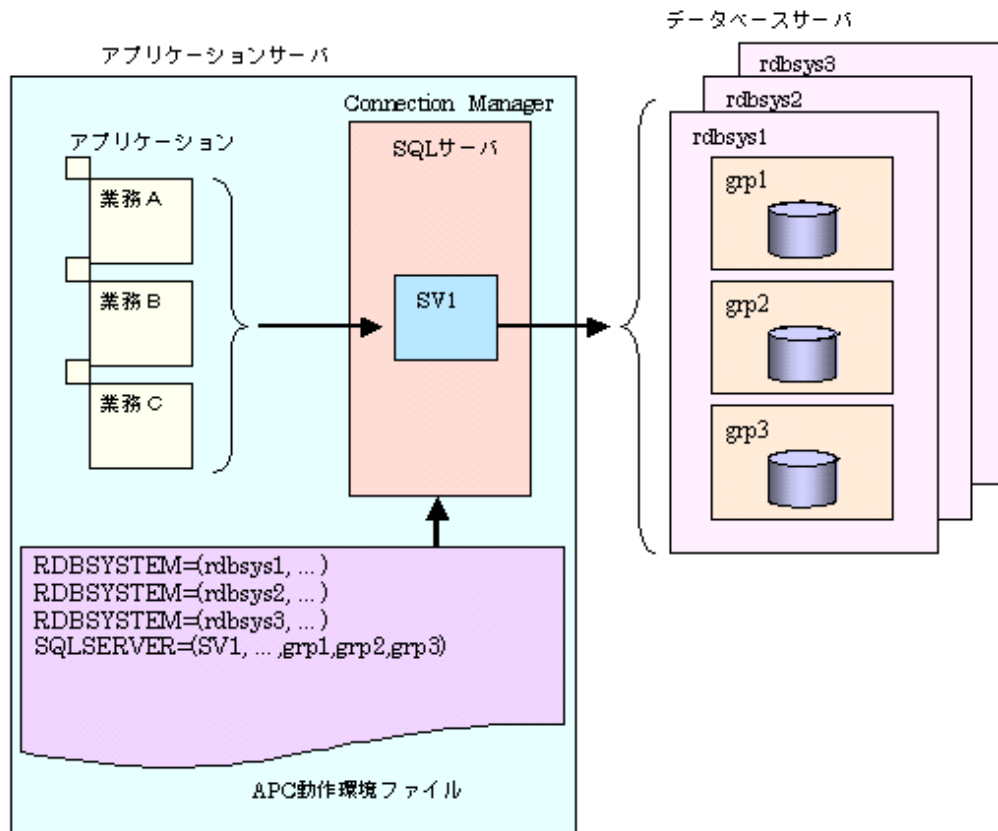 データベースサーバ
アプリケーションサーバ
rdbsys3
rdbsys2
rdbsys1
Connection Manager
アプリケーション
SQLサーバ
業務A
業務B
業務C
SV1
grp1
grp2
grp3
RDBSYSTEM=(rdbsys1, ... )
RDBSYSTEM=(rdbsys2, ... )
RDBSYSTEM=(rdbsys3, ... )
SQLSERVER=(SV1, ... ,grp1,grp2,grp3)
APC動作環境ファイル